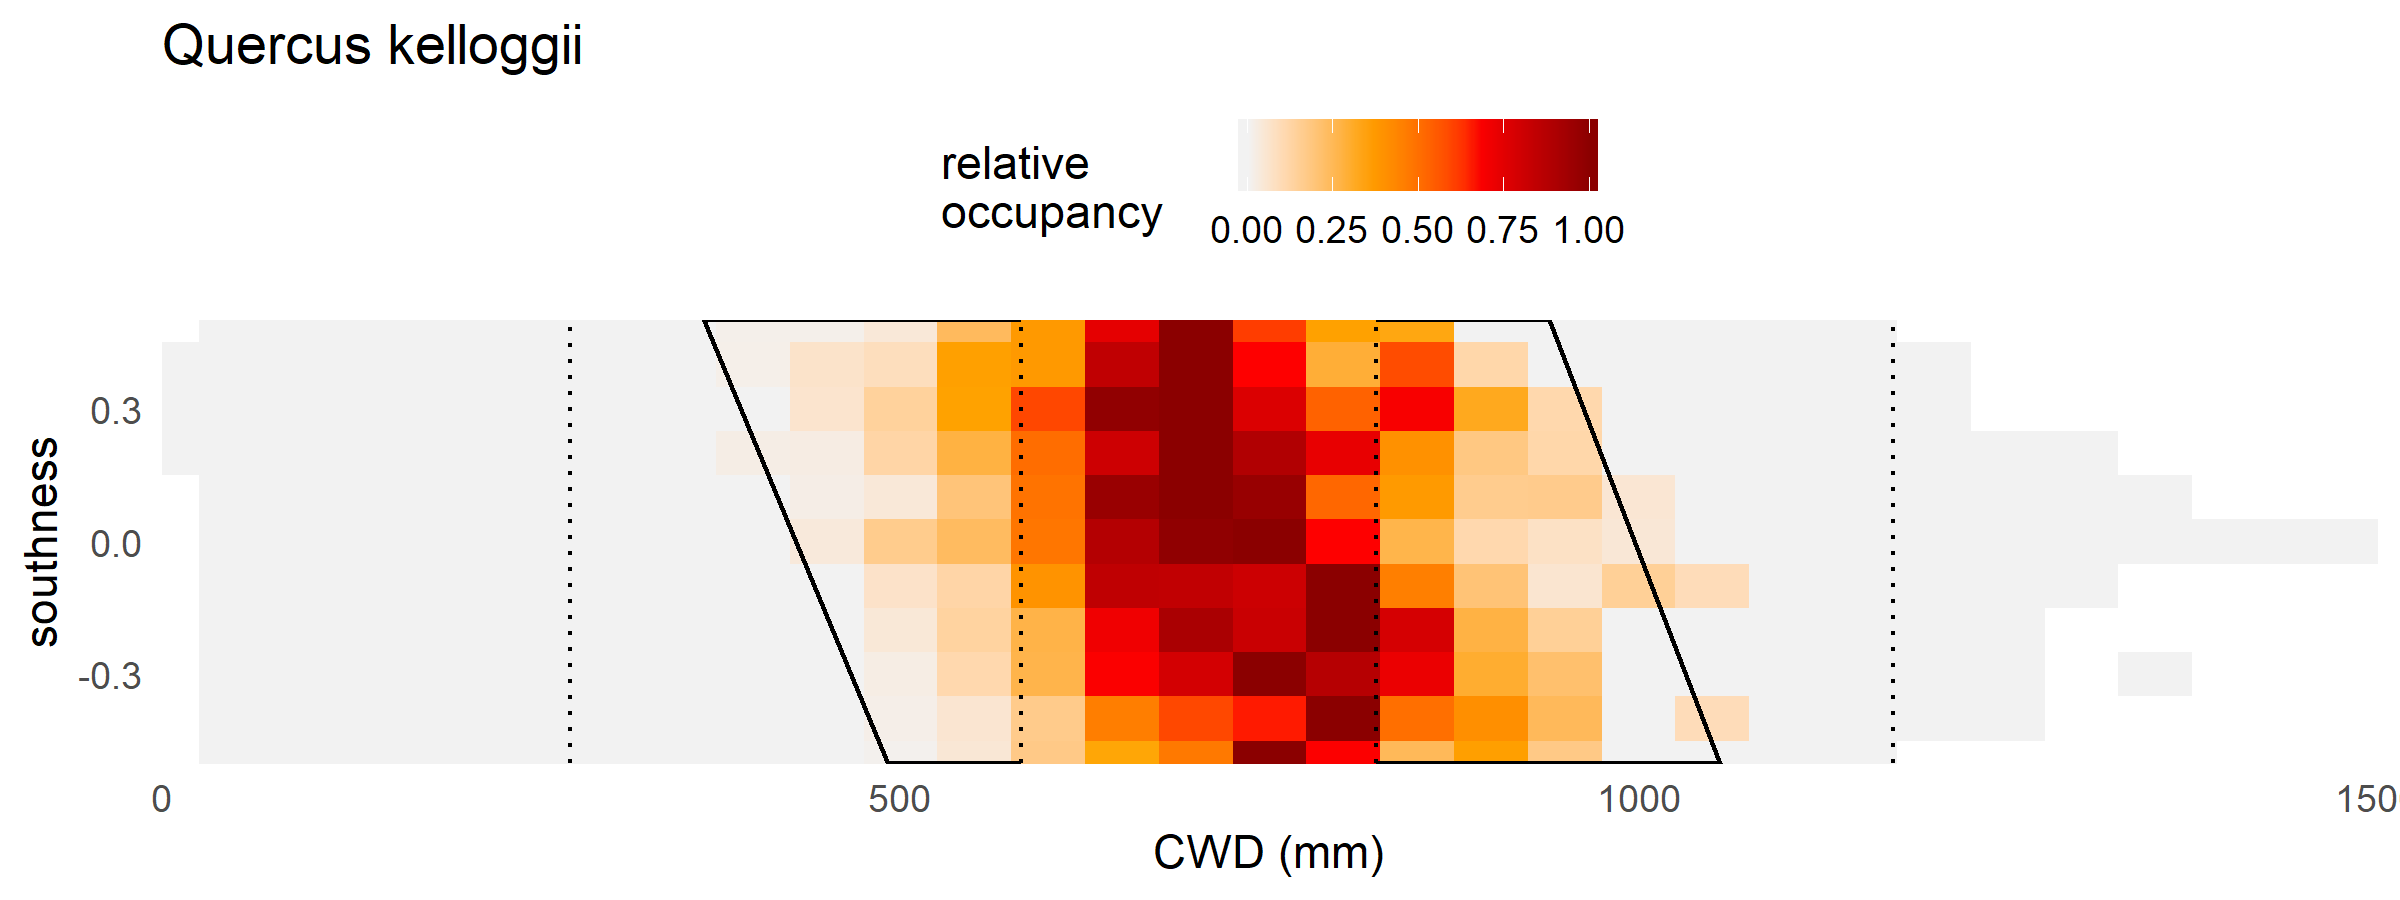 Quercus kelloggii
relative
occupancy
0.00 0.25 0.50 0.75 1.00
southness
0.3
0.0
-0.3
0 500 1000 150
CWD (mm)